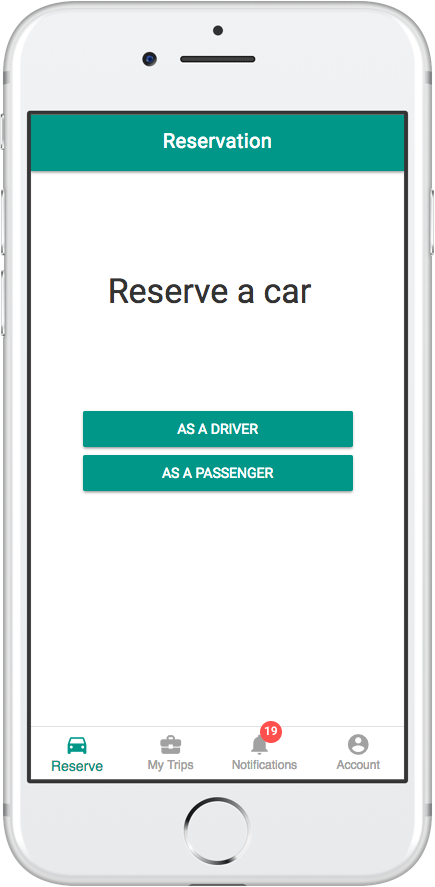 Reservation
Reserve a car
AS A DRIVER
AS A PASSENGER
19
Reserve
My Trips
Notifications
Account